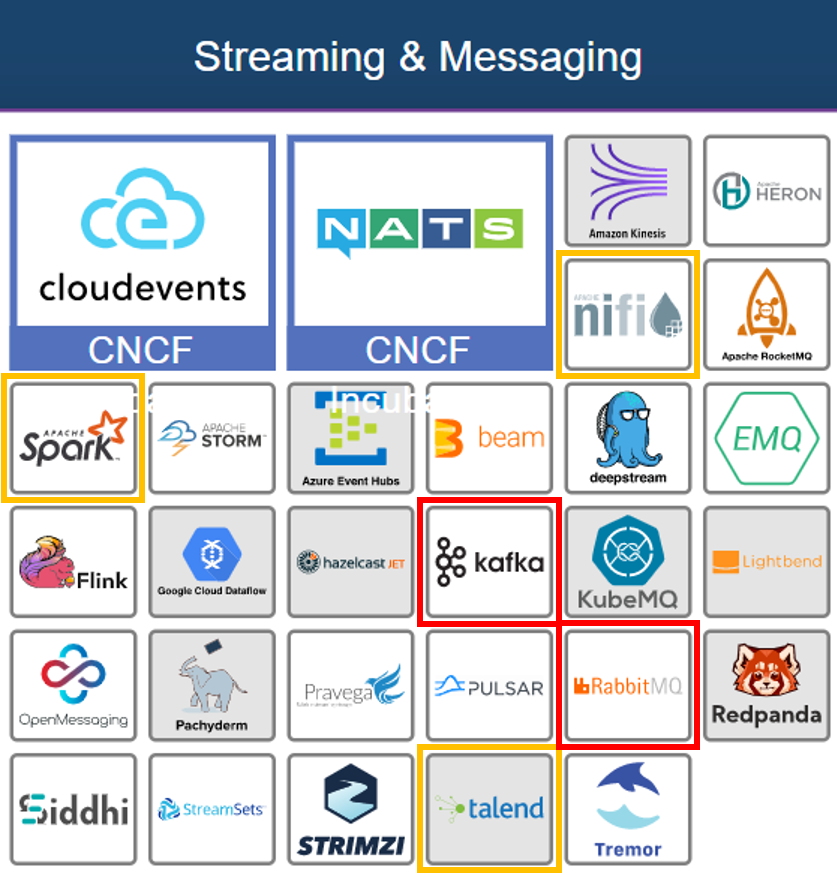 Streaming & Messaging
cloudevents
CNCF
NATS
CNCF
Amazon Kinesis
Apache
HERON
APACHE
nifi
Apache RocketMQ
Incuba
APACHE
Spark
APACHE
STORM
Azure Event Hubs
beam
deepstream
EMQ
Flink
Google Cloud Dataflow
hazelcast JET
kafka
KubeMQ
Lightbend
OpenMessaging
Pachyderm
Pravega
PULSAR
RabbitMQ
Redpanda
Siddhi
StreamSets
STRIMZI
talend
Tremor